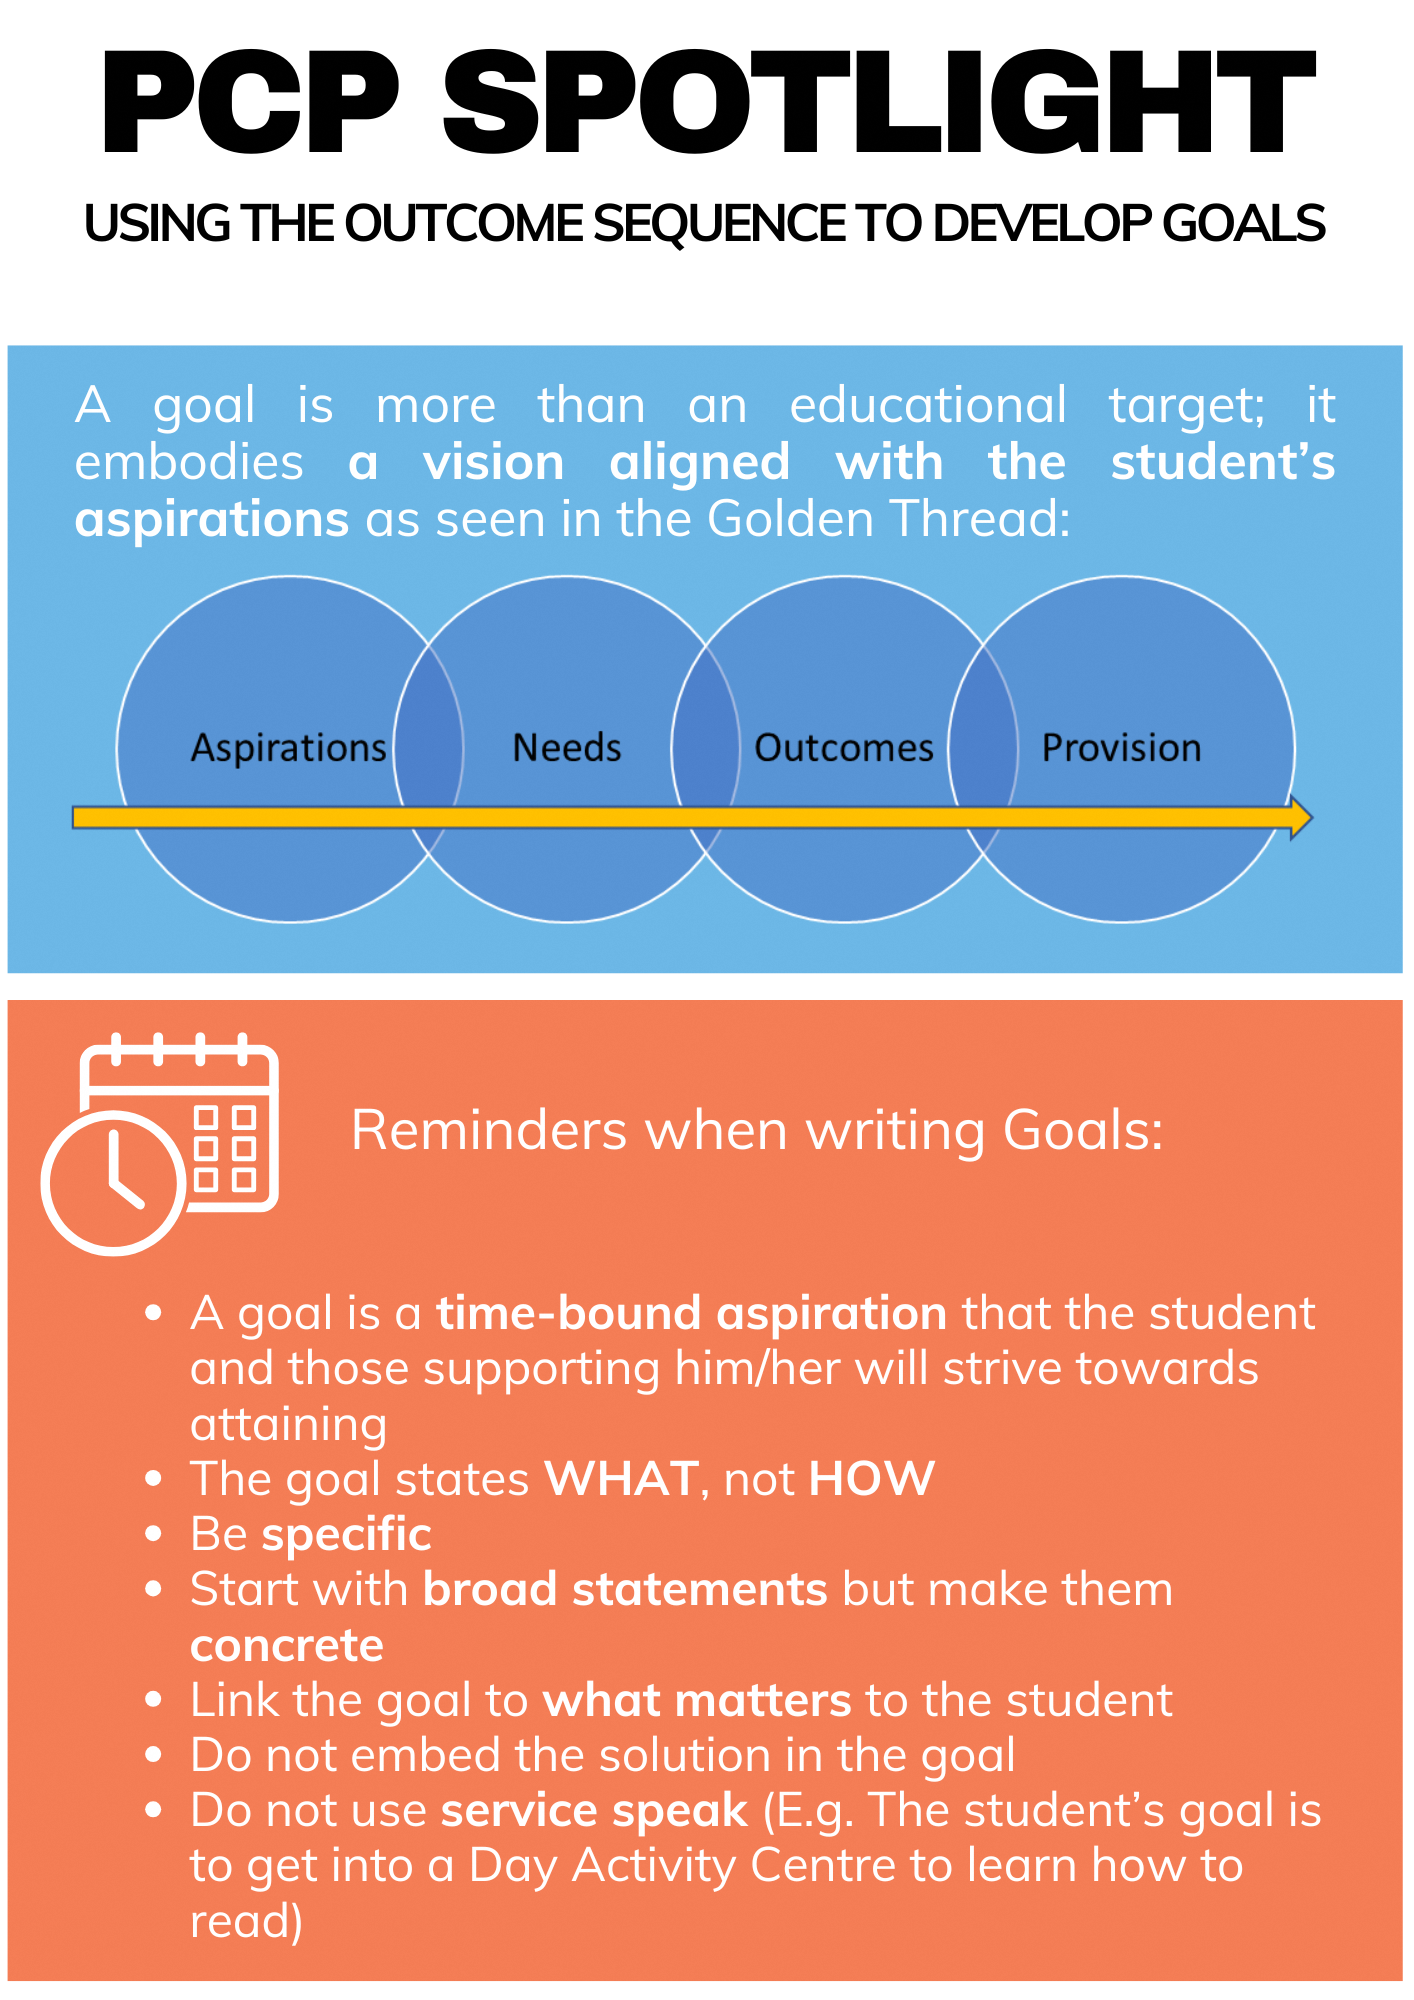 PCP SPOTLIGHT
USING THE OUTCOME SEQUENCE TO DEVELOP GOALS
A goal is more than an educational target; it
embodies a vision aligned with the student’s
aspirations as seen in the Golden Thread:
Aspirations Needs Outcomes Provision
Reminders when writing Goals:
• A goal is a time-bound aspiration that the student
and those supporting him/her will strive towards
attaining
• The goal states WHAT, not HOW
• Be specific
• Start with broad statements but make them
concrete
• Link the goal to what matters to the student
• Do not embed the solution in the goal
• Do not use service speak (E.g. The student’s goal is
to get into a Day Activity Centre to learn how to
read)